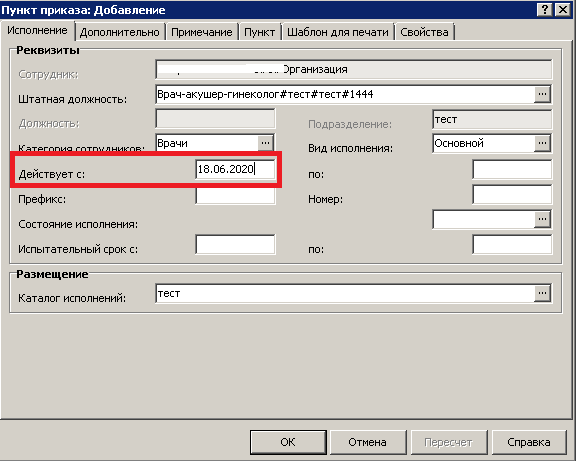 Пункт приказа: Добавление
Исполнение Дополнительно Примечание Пункт Шаблон для печати Свойства
Реквизиты
Сотрудник: Организация
Штатная должность: Врач-акушер-гинеколог#тест#тест#1444 ...
Должность: Подразделение: тест
Категория сотрудников: Врачи ... Вид исполнения: Основной ...
Действует с: 18.06.2020 по:
Префикс: Номер:
Состояние исполнения: ...
Испытательный срок с: по:
Размещение
Каталог исполнений: тест ...
OK Отмена Пересчет Справка